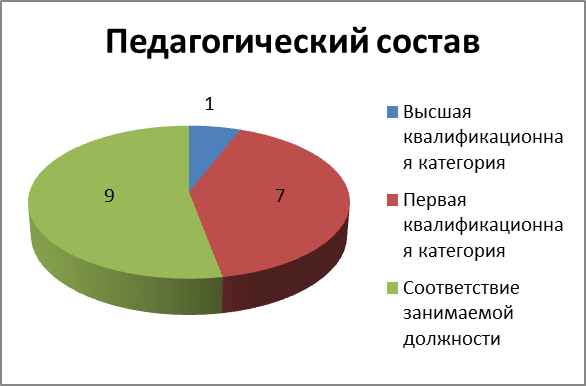 Педагогический состав
1
9
7
Высшая
квалификационна
я категория
Первая
квалификационна
я категория
Соответствие
занимаемой
должности